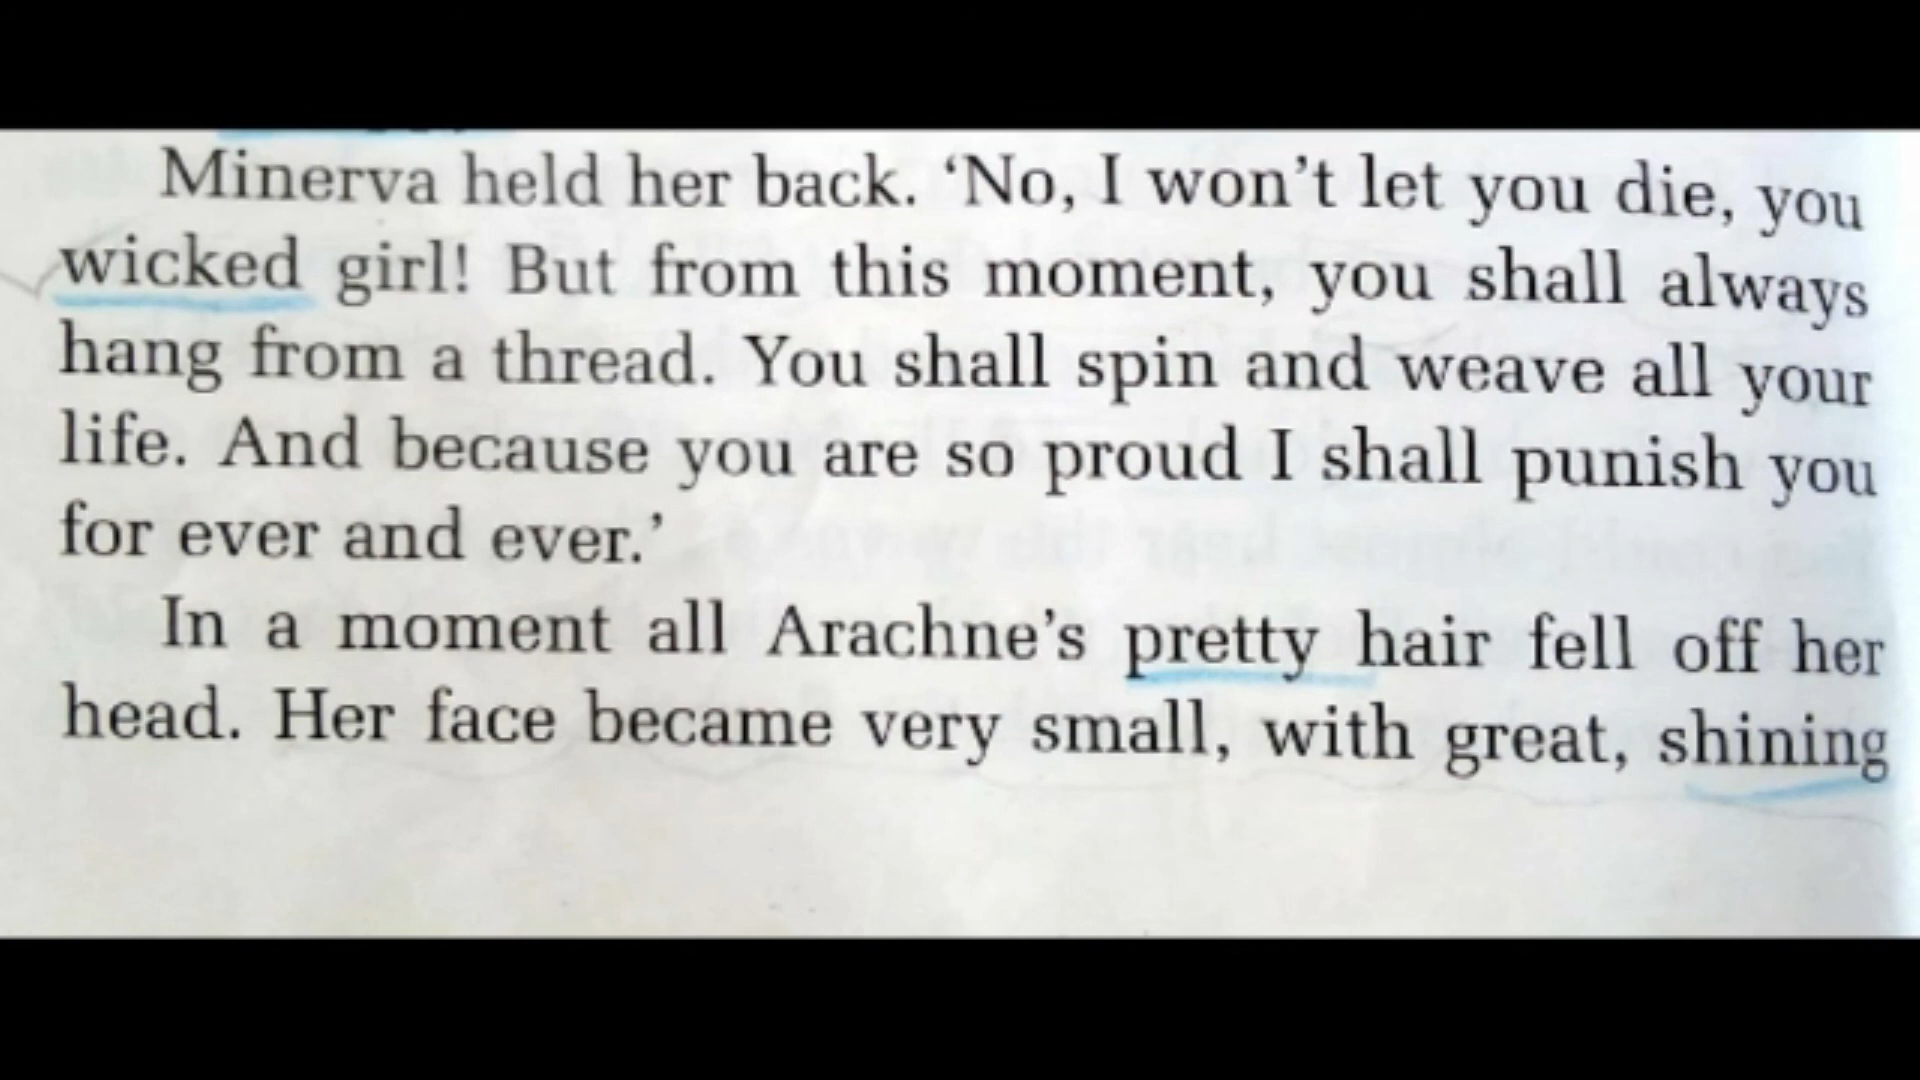 Minerva held her back. ‘No, I won’t let you die, you
wicked girl! But from this moment, you shall always
hang from a thread. You shall spin and weave all your
life. And because you are so proud I shall punish you
for ever and ever.’
In a moment all Arachne’s pretty hair fell off her
head. Her face became very small, with great, shining